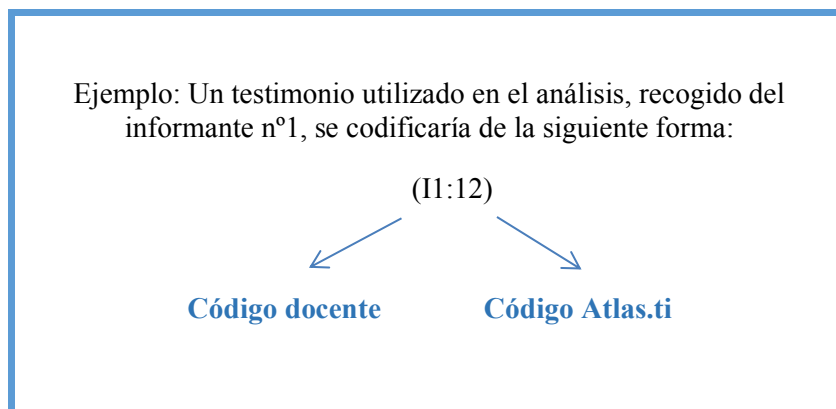 Ejemplo: Un testimonio utilizado en el análisis, recogido del
informante nº1, se codificaría de la siguiente forma:
(I1:12)
Código docente Código Atlas.ti